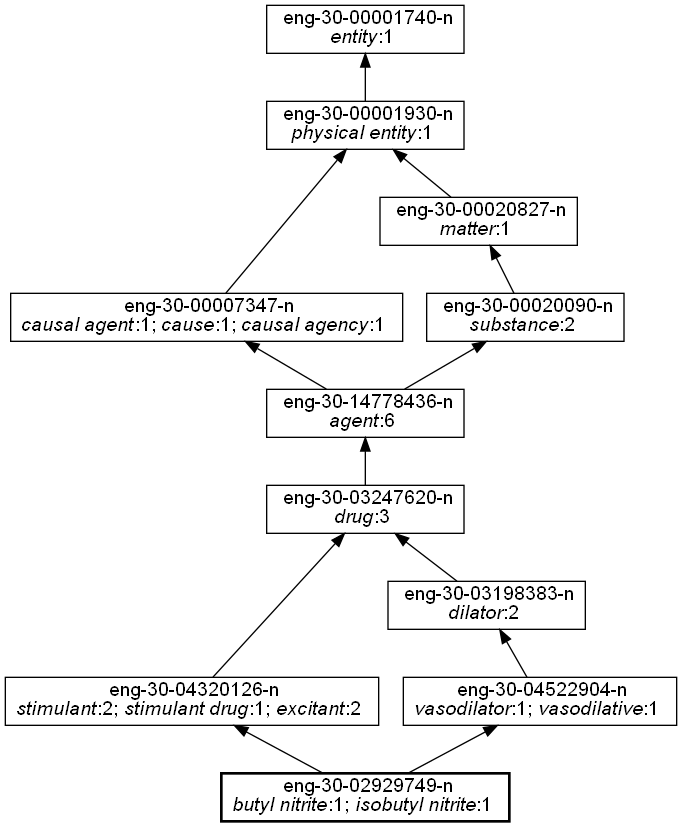 eng-30-00001740-n
entity:1
eng-30-00001930-n
physical entity:1
eng-30-00020827-n
matter:1
eng-30-00007347-n
causal agent:1; cause:1; causal agency:1
eng-30-00020090-n
substance:2
eng-30-14778436-n
agent:6
eng-30-03247620-n
drug:3
eng-30-03198383-n
dilator:2
eng-30-04320126-n
stimulant:2; stimulant drug:1; excitant:2
eng-30-04522904-n
vasodilator:1; vasodilative:1
eng-30-02929749-n
butyl nitrite:1; isobutyl nitrite:1